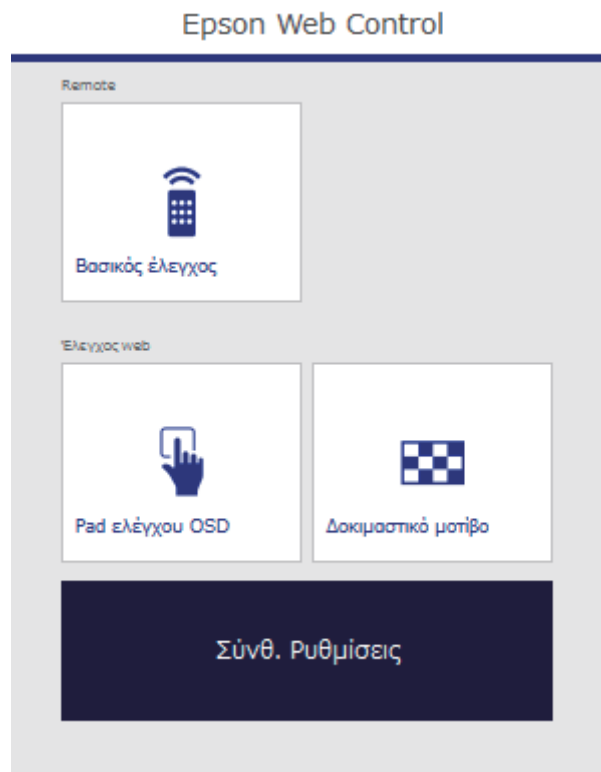 Epson Web Control
Remote
Βασικός έλεγχος
Έλεγχος web
Pad ελέγχου OSD
Δοκιμαστικό μοτίβο
Σύνθ. Ρυθμίσεις